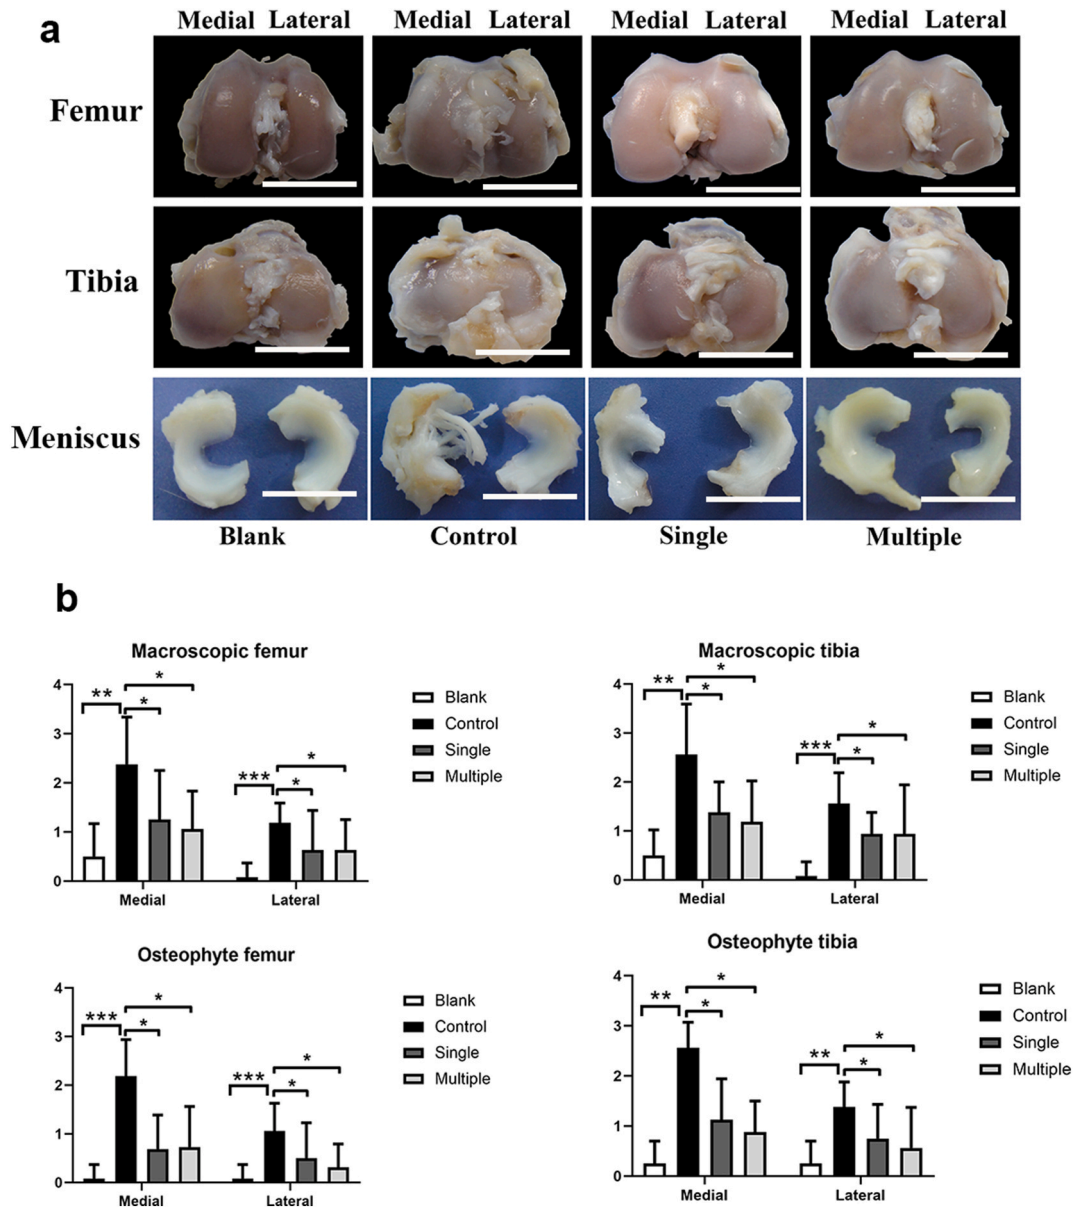 a
Medial Lateral Medial Lateral Medial Lateral Medial Lateral
Femur
Tibia
Meniscus
Blank Control Single Multiple
b
Macroscopic femur
4
3
2
1
0
** * * *** * *
Medial Lateral
Blank
Control
Single
Multiple
Macroscopic tibia
4
3
2
1
0
** * * *** * *
Medial Lateral
Blank
Control
Single
Multiple
Osteophyte femur
4
3
2
1
0
*** * * *** * *
Medial Lateral
Blank
Control
Single
Multiple
Osteophyte tibia
4
3
2
1
0
** * * ** * *
Medial Lateral
Blank
Control
Single
Multiple